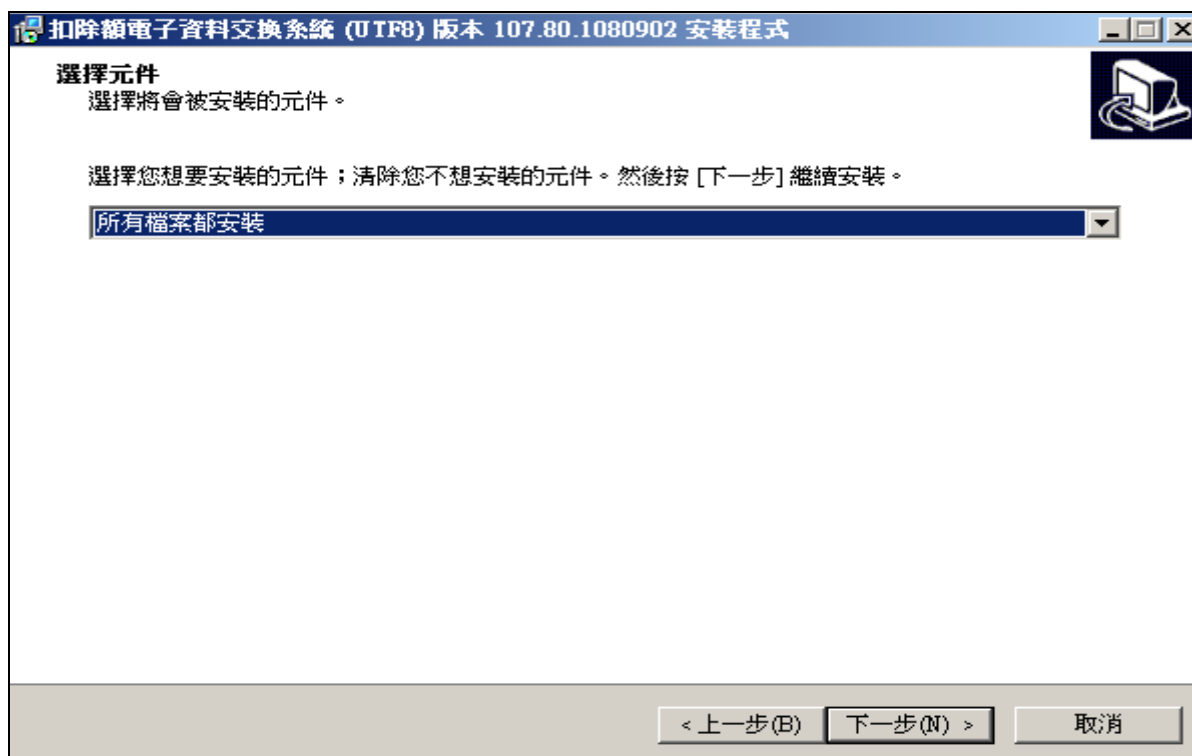 扣除額電子資料交換系統 (UTF8) 版本 107.80.1080902 安裝程式
選擇元件
選擇將會被安裝的元件。
選擇您想要安裝的元件；清除您不想安裝的元件。然後按 [下一步] 繼續安裝。
所有檔案都安裝
< 上一步(B)
下一步(N) >
取消